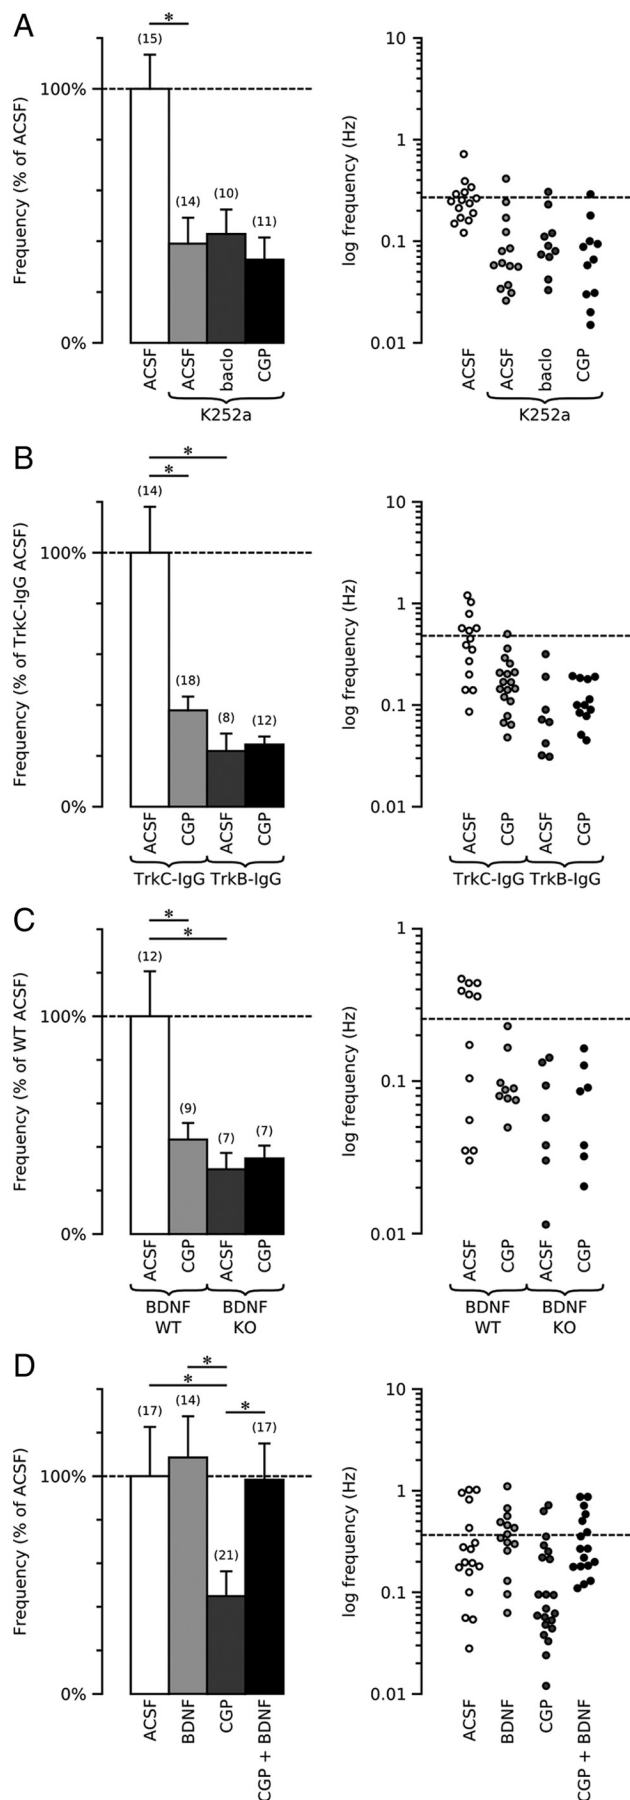 A
*
(15)
(14)
(10)
(11)
Frequency (% of ACSF)
100%
0%
ACSF
ACSF
baclo
CGP
K252a
log frequency (Hz)
10
1
0.1
0.01
ACSF
ACSF
baclo
CGP
K252a
B
*
*
(14)
(18)
(8)
(12)
Frequency (% of TrkC-IgG ACSF)
100%
0%
ACSF
CGP
ACSF
CGP
TrkC-IgG TrkB-IgG
log frequency (Hz)
10
1
0.1
0.01
ACSF
CGP
ACSF
CGP
TrkC-IgG TrkB-IgG
C
*
*
(12)
(9)
(7)
(7)
Frequency (% of WT ACSF)
100%
0%
ACSF
CGP
ACSF
CGP
BDNF BDNF
WT KO
log frequency (Hz)
1
0.1
0.01
ACSF
CGP
ACSF
CGP
BDNF BDNF
WT KO
D
*
*
*
(17)
(14)
(21)
(17)
Frequency (% of ACSF)
100%
0%
ACSF
BDNF
CGP
CGP + BDNF
log frequency (Hz)
10
1
0.1
0.01
ACSF
BDNF
CGP
CGP + BDNF